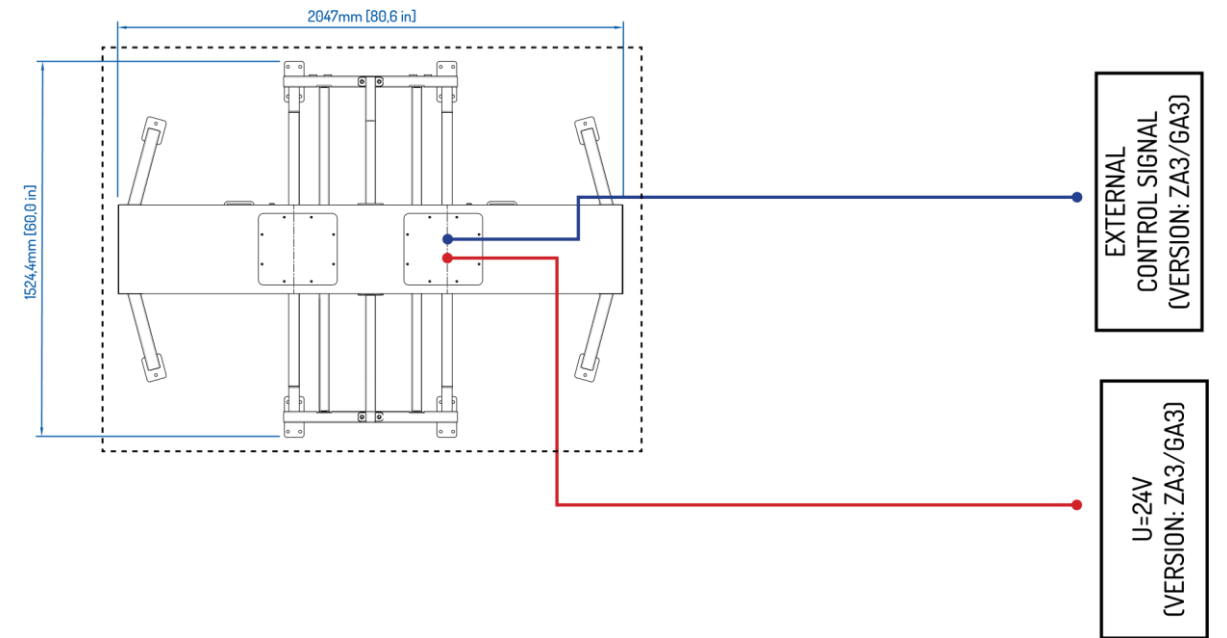 2047mm [80,6 in]
1524,4mm [60,0 in]
EXTERNAL
CONTROL SIGNAL
(VERSION: ZA3/GA3)
U=24V
(VERSION: ZA3/GA3)